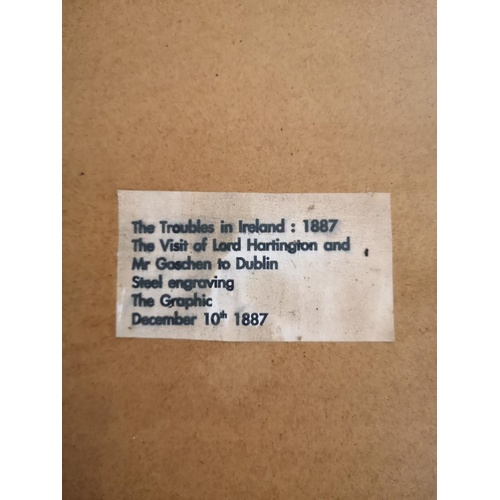 The Troubles in Ireland : 1887
The Visit of Lord Hartington and
Mr Goschen to Dublin
Steel engraving
The Graphic
December 10th 1887